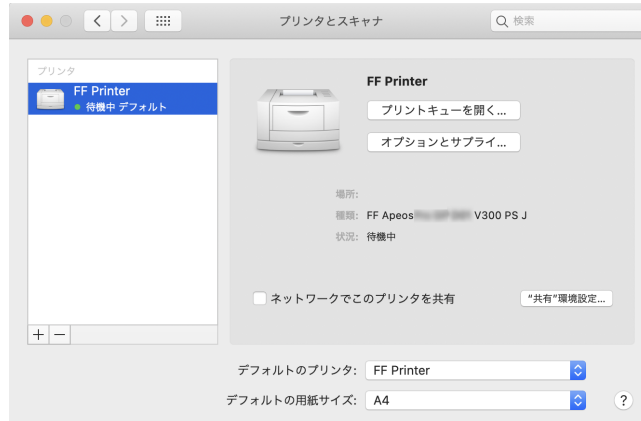 プリンタとスキャナ
検索
プリンタ
FF Printer
待機中 デフォルト
FF Printer
プリントキューを開く...
オプションとサプライ...
場所:
種類: FF Apeos V300 PS J
状況: 待機中
ネットワークでこのプリンタを共有
“共有”環境設定...
+ −
デフォルトのプリンタ: FF Printer
デフォルトの用紙サイズ: A4
?